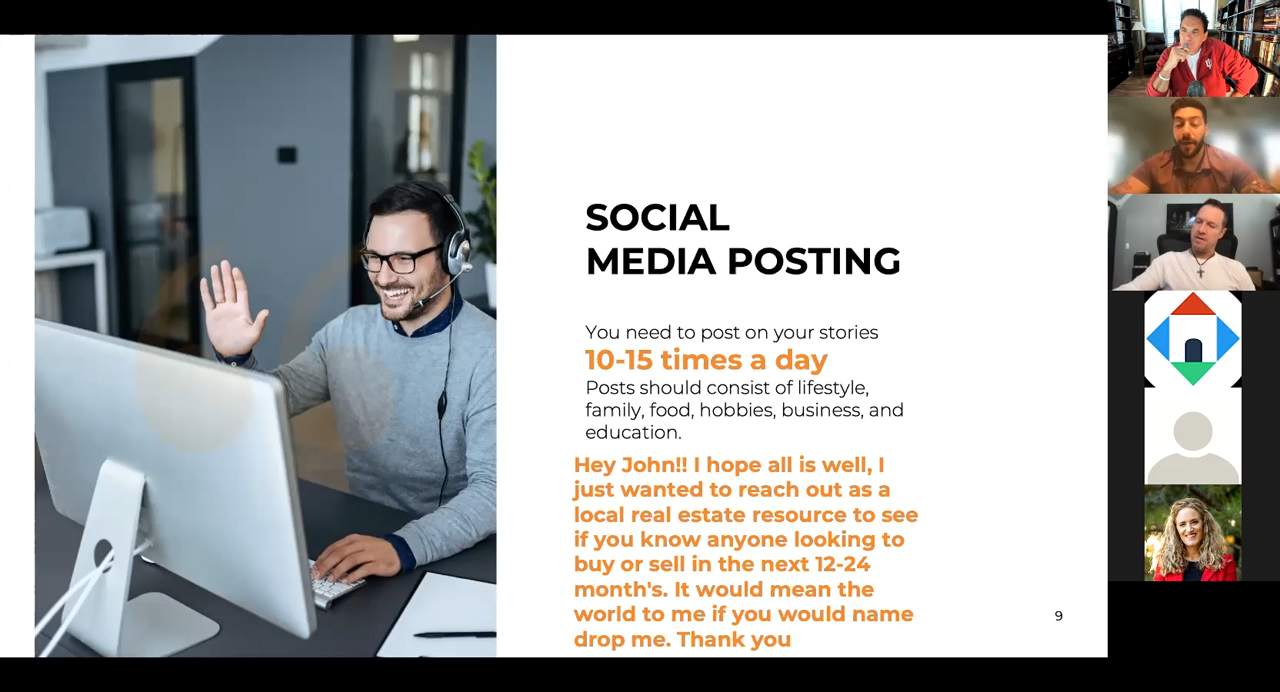 SOCIAL
MEDIA POSTING
You need to post on your stories
10-15 times a day
Posts should consist of lifestyle,
family, food, hobbies, business, and
education.
Hey John!! I hope all is well, I
just wanted to reach out as a
local real estate resource to see
if you know anyone looking to
buy or sell in the next 12-24
month's. It would mean the
world to me if you would name
drop me. Thank you
9